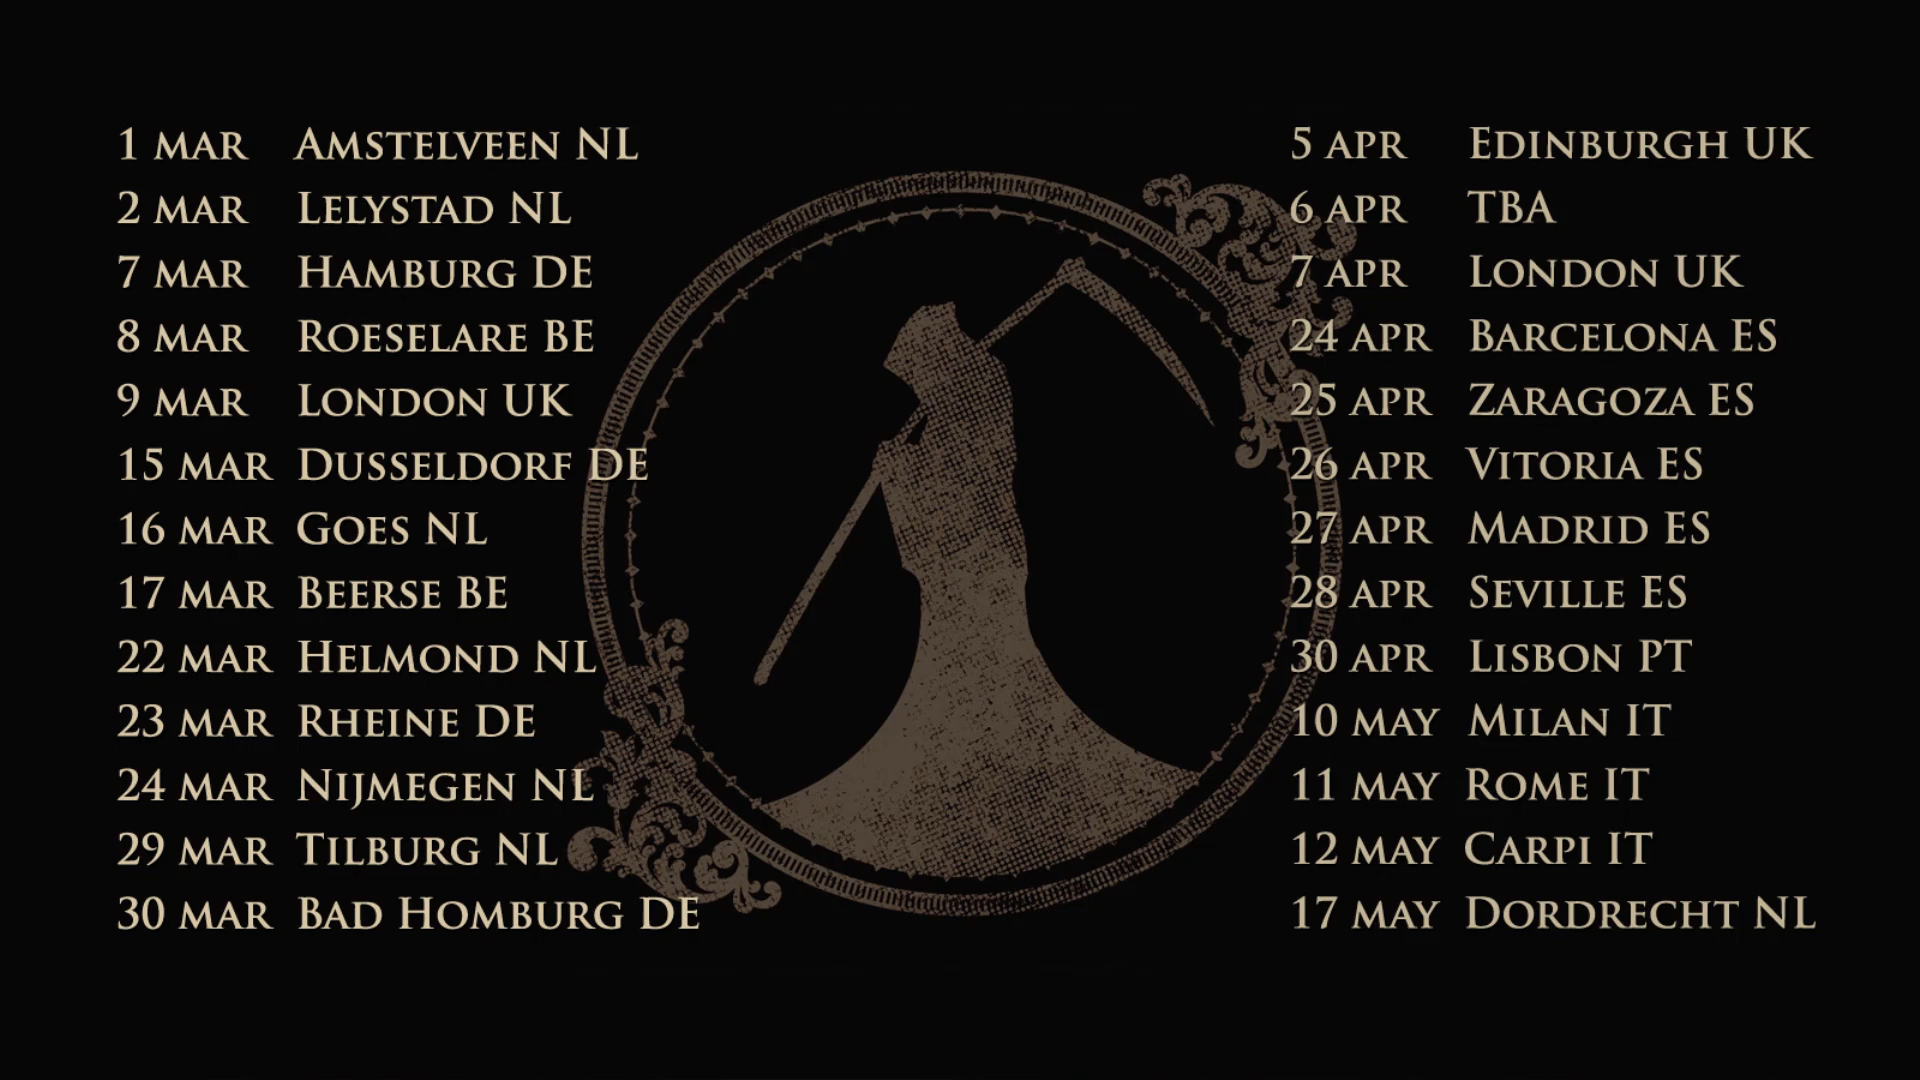 1 MAR AMSTELVEEN NL
2 MAR LELYSTAD NL
7 MAR HAMBURG DE
8 MAR ROESELARE BE
9 MAR LONDON UK
15 MAR DUSSELDORF DE
16 MAR GOES NL
17 MAR BEERSE BE
22 MAR HELMOND NL
23 MAR RHEINE DE
24 MAR NIJMEGEN NL
29 MAR TILBURG NL
30 MAR BAD HOMBURG DE
5 APR EDINBURGH UK
6 APR TBA
7 APR LONDON UK
24 APR BARCELONA ES
25 APR ZARAGOZA ES
26 APR VITORIA ES
27 APR MADRID ES
28 APR SEVILLE ES
30 APR LISBON PT
10 MAY MILAN IT
11 MAY ROME IT
12 MAY CARPI IT
17 MAY DORDRECHT NL